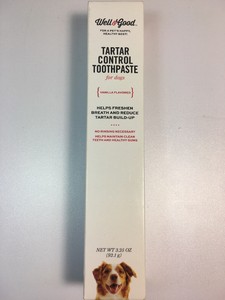 Well & Good
FOR A PET'S HAPPY,
HEALTHY BEST!
TARTAR
CONTROL
TOOTHPASTE
for dogs
{VANILLA FLAVORED}
HELPS FRESHEN
BREATH AND REDUCE
TARTAR BUILD-UP
NO RINSING NECESSARY
HELPS MAINTAIN CLEAN
TEETH AND HEALTHY GUMS
NET WT 3.25 OZ
(92.1 g)